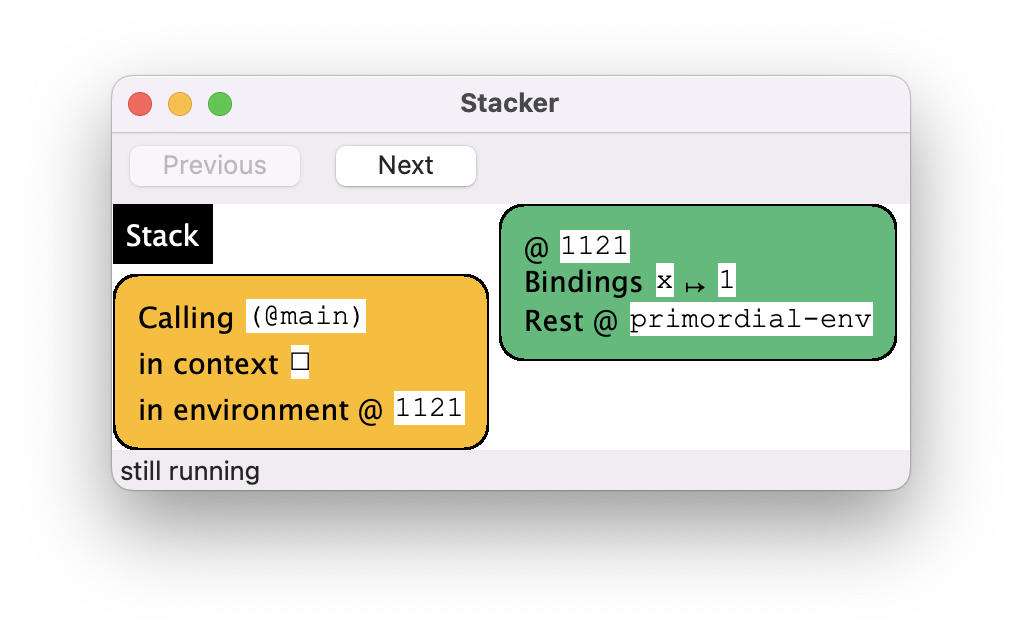 Stacker
Previous Next
Stack
Calling (@main)
in context □
in environment @ 1121
@ 1121
Bindings x ↦ 1
Rest @ primordial-env
still running